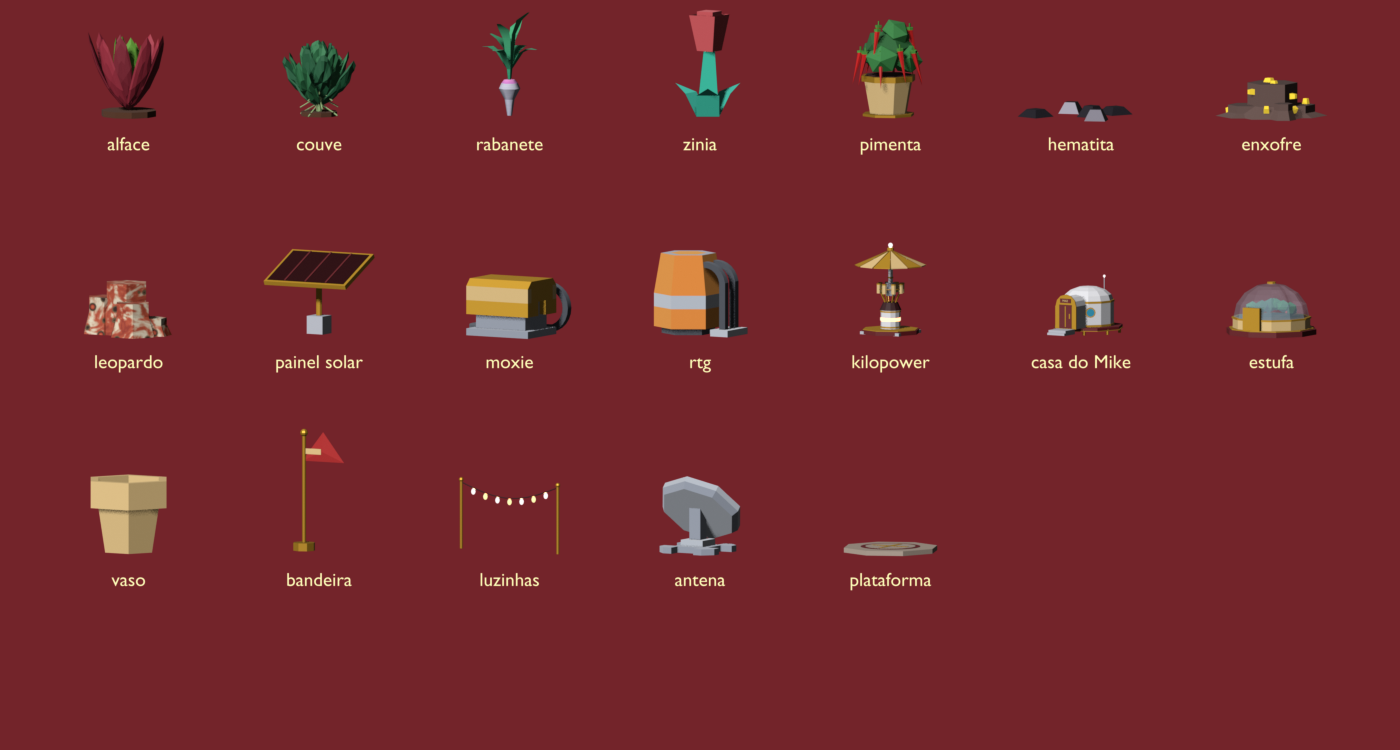 alface
couve
rabanete
zinia
pimenta
hematita
enxofre
leopardo
painel solar
moxie
rtg
kilopower
casa do Mike
estufa
vaso
bandeira
luzinhas
antena
plataforma